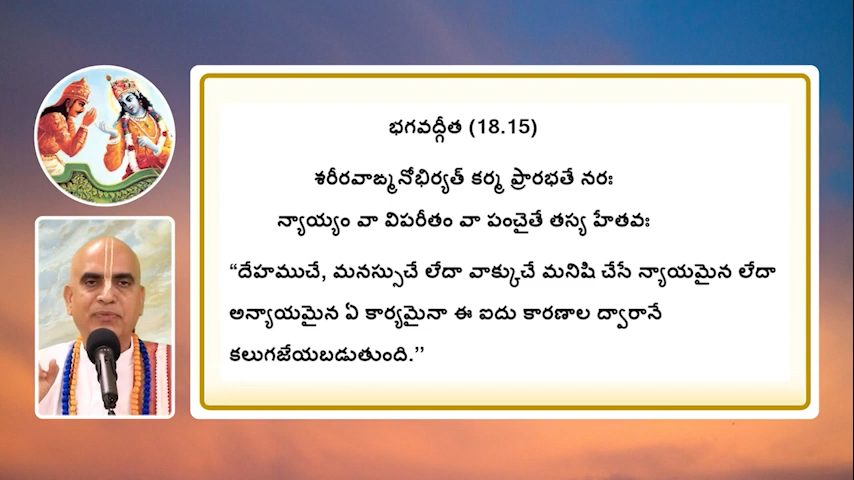 భగవద్గీత (18.15)
శరీరవాఙ్మనోభిర్యత్ కర్మ ప్రారభతే నరః
న్యాయ్యం వా విపరీతం వా పంచైతే తస్య హేతవః
“దేహముచే, మనస్సుచే లేదా వాక్కుచే మనిషి చేసే న్యాయమైన లేదా
అన్యాయమైన ఏ కార్యమైనా ఈ ఐదు కారణాల ద్వారానే
కలుగజేయబడుతుంది.’’